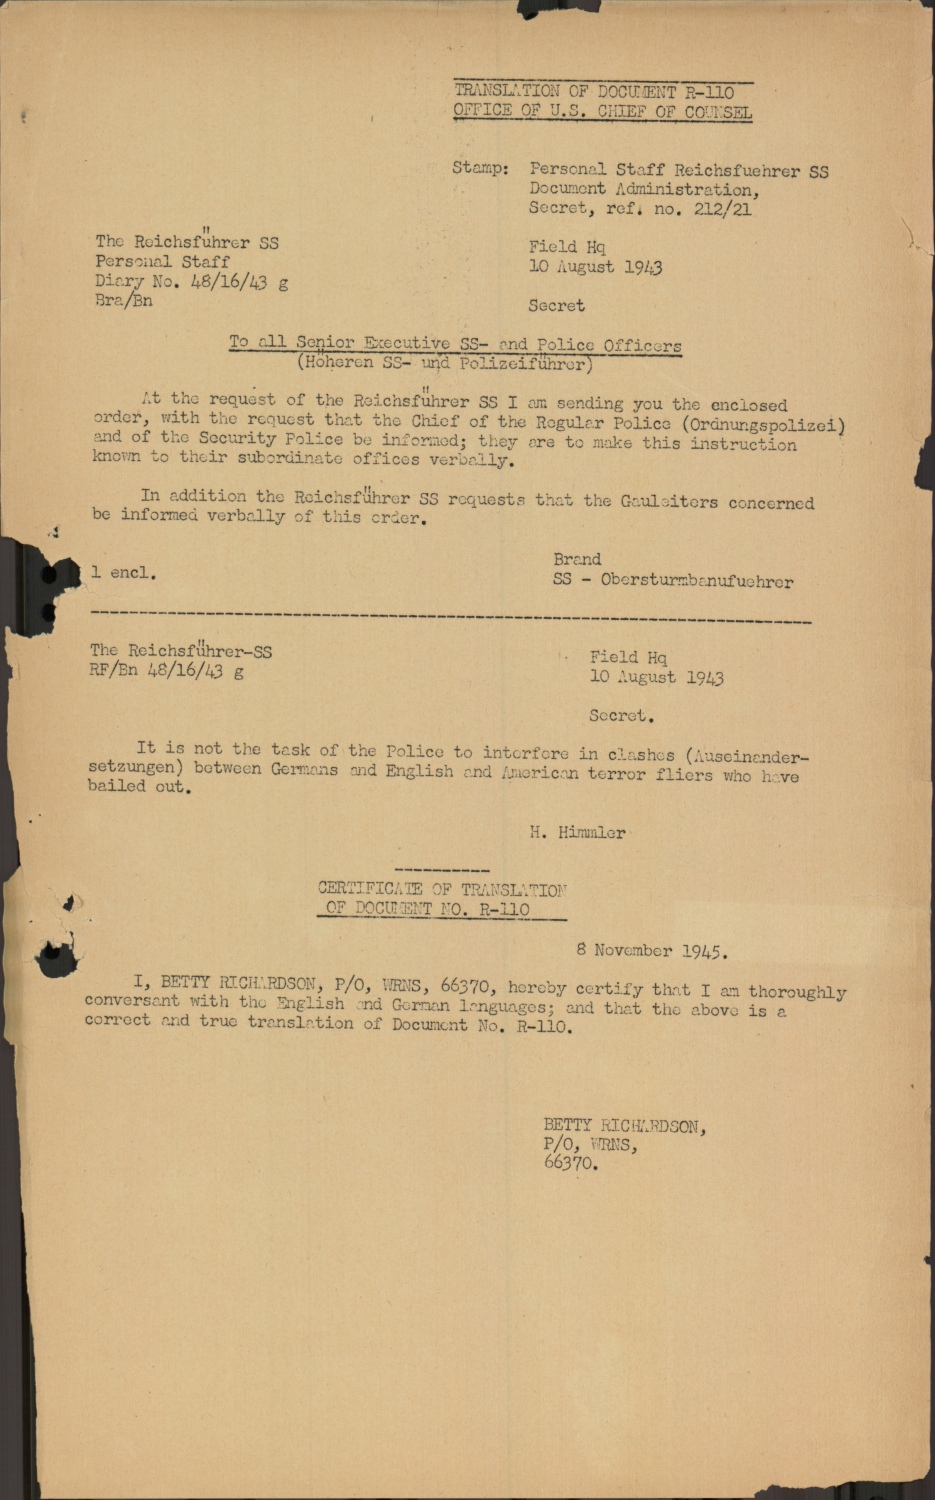 TRANSLATION OF DOCUMENT R-110
OFFICE OF U.S. CHIEF OF COUNSEL
Stamp: Personal Staff Reichsfuehrer SS
Document Administration,
Secret, ref. no. 212/21
The Reichsführer SS
Personal Staff
Diary No. 48/16/43 g
Bra/Bn
Field Hq
10 August 1943
Secret
To all Senior Executive SS- and Police Officers
(Höheren SS- und Polizeiführer)
At the request of the Reichsführer SS I am sending you the enclosed
order, with the request that the Chief of the Regular Police (Ordnungspolizei)
and of the Security Police be informed; they are to make this instruction
known to their subordinate offices verbally.
In addition the Reichsführer SS requests that the Gauleiters concerned
be informed verbally of this order.
1 encl.
Brand
SS - Obersturmbanufuehrer
The Reichsführer-SS
RF/Bn 48/16/43 g
Field Hq
10 August 1943
Secret.
It is not the task of the Police to interfere in clashes (Auseinander-
setzungen) between Germans and English and American terror fliers who have
bailed out.
H. Himmler
CERTIFICATE OF TRANSLATION
OF DOCUMENT NO. R-110
8 November 1945.
I, BETTY RICHARDSON, P/O, WRNS, 66370, hereby certify that I am thoroughly
conversant with the English and German languages; and that the above is a
correct and true translation of Document No. R-110.
BETTY RICHARDSON,
P/O, WRNS,
66370.